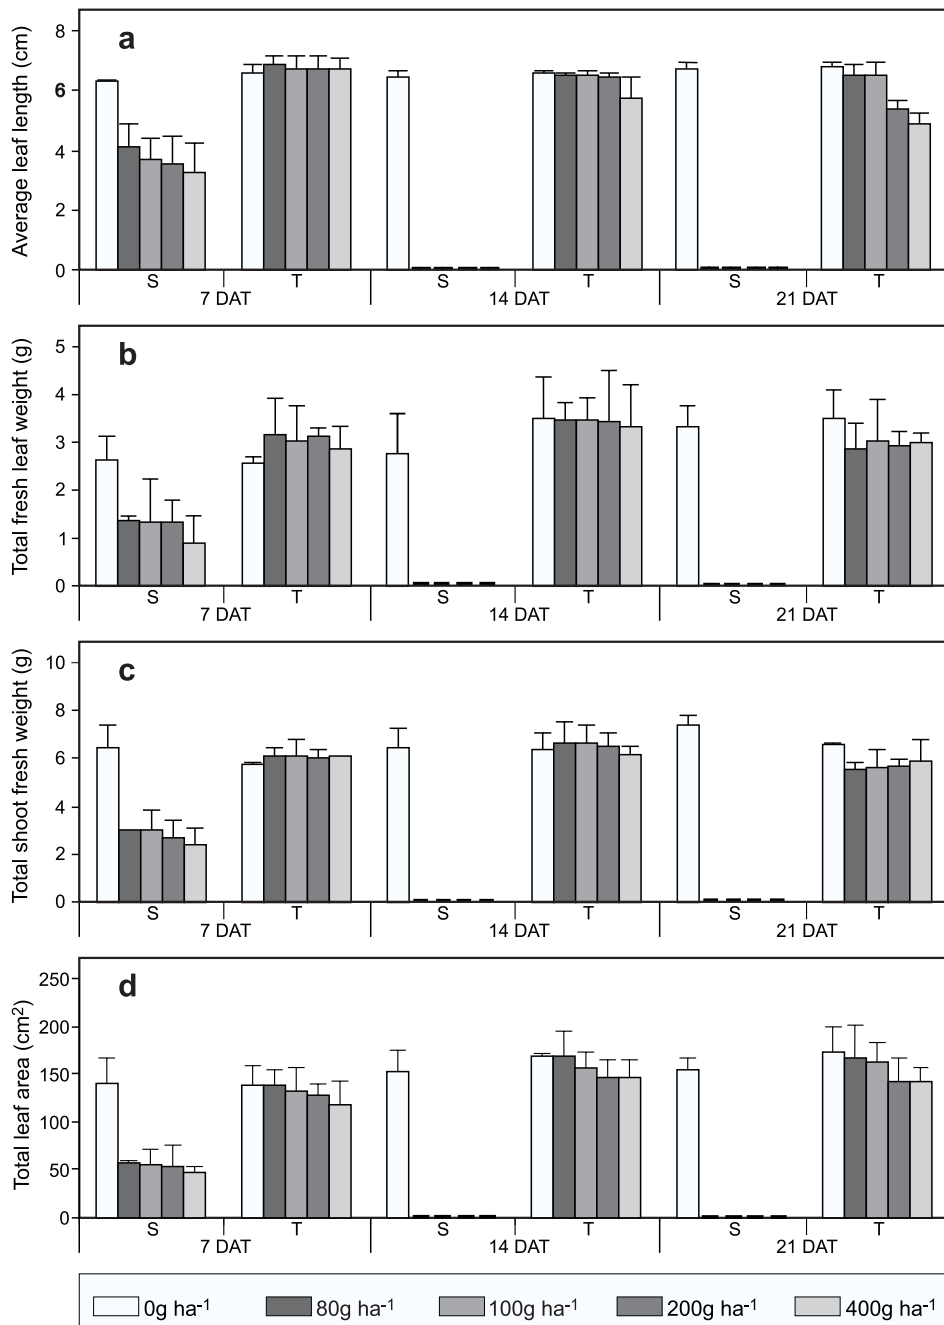 a
Average leaf length (cm)
8
6
4
2
0
S T S T S T
7 DAT 14 DAT 21 DAT
b
Total fresh leaf weight (g)
5
4
3
2
1
0
S T S T S T
7 DAT 14 DAT 21 DAT
c
Total shoot fresh weight (g)
10
8
6
4
2
0
S T S T S T
7 DAT 14 DAT 21 DAT
d
Total leaf area (cm²)
250
200
150
100
50
0
S T S T S T
7 DAT 14 DAT 21 DAT
0g ha⁻¹ 80g ha⁻¹ 100g ha⁻¹ 200g ha⁻¹ 400g ha⁻¹